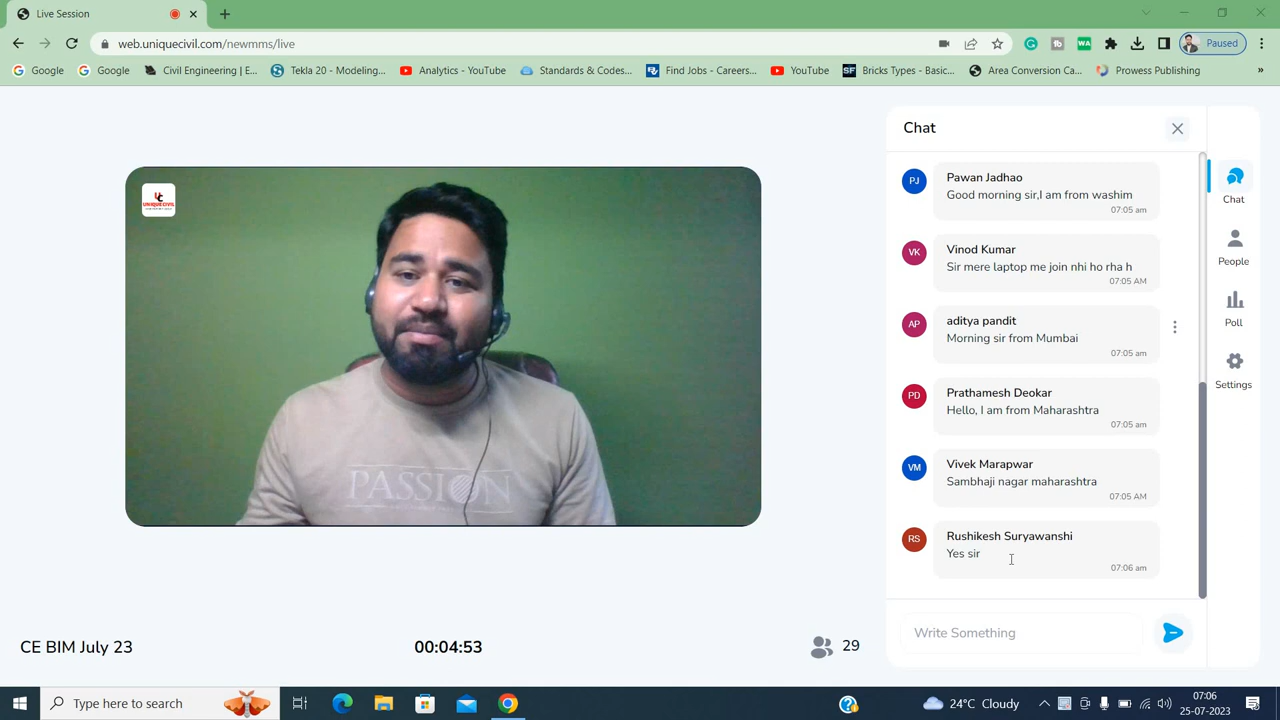 Live Session
web.uniquecivil.com/newmms/live
Paused
Google
Google
Civil Engineering | E...
Tekla 20 - Modeling...
Analytics - YouTube
Standards & Codes...
Find Jobs - Careers...
YouTube
Bricks Types - Basic...
Area Conversion Ca...
Prowess Publishing
»
UC
UNIQUECIVIL
PASSION
CE BIM July 23
00:04:53
29
Chat
PJ
Pawan Jadhao
Good morning sir,I am from washim
07:05 am
VK
Vinod Kumar
Sir mere laptop me join nhi ho rha h
07:05 AM
AP
aditya pandit
Morning sir from Mumbai
07:05 am
PD
Prathamesh Deokar
Hello, I am from Maharashtra
07:05 am
VM
Vivek Marapwar
Sambhaji nagar maharashtra
07:05 AM
RS
Rushikesh Suryawanshi
Yes sir
07:06 am
Write Something
Chat
People
Poll
Settings
Type here to search
24°C Cloudy
07:06
25-07-2023